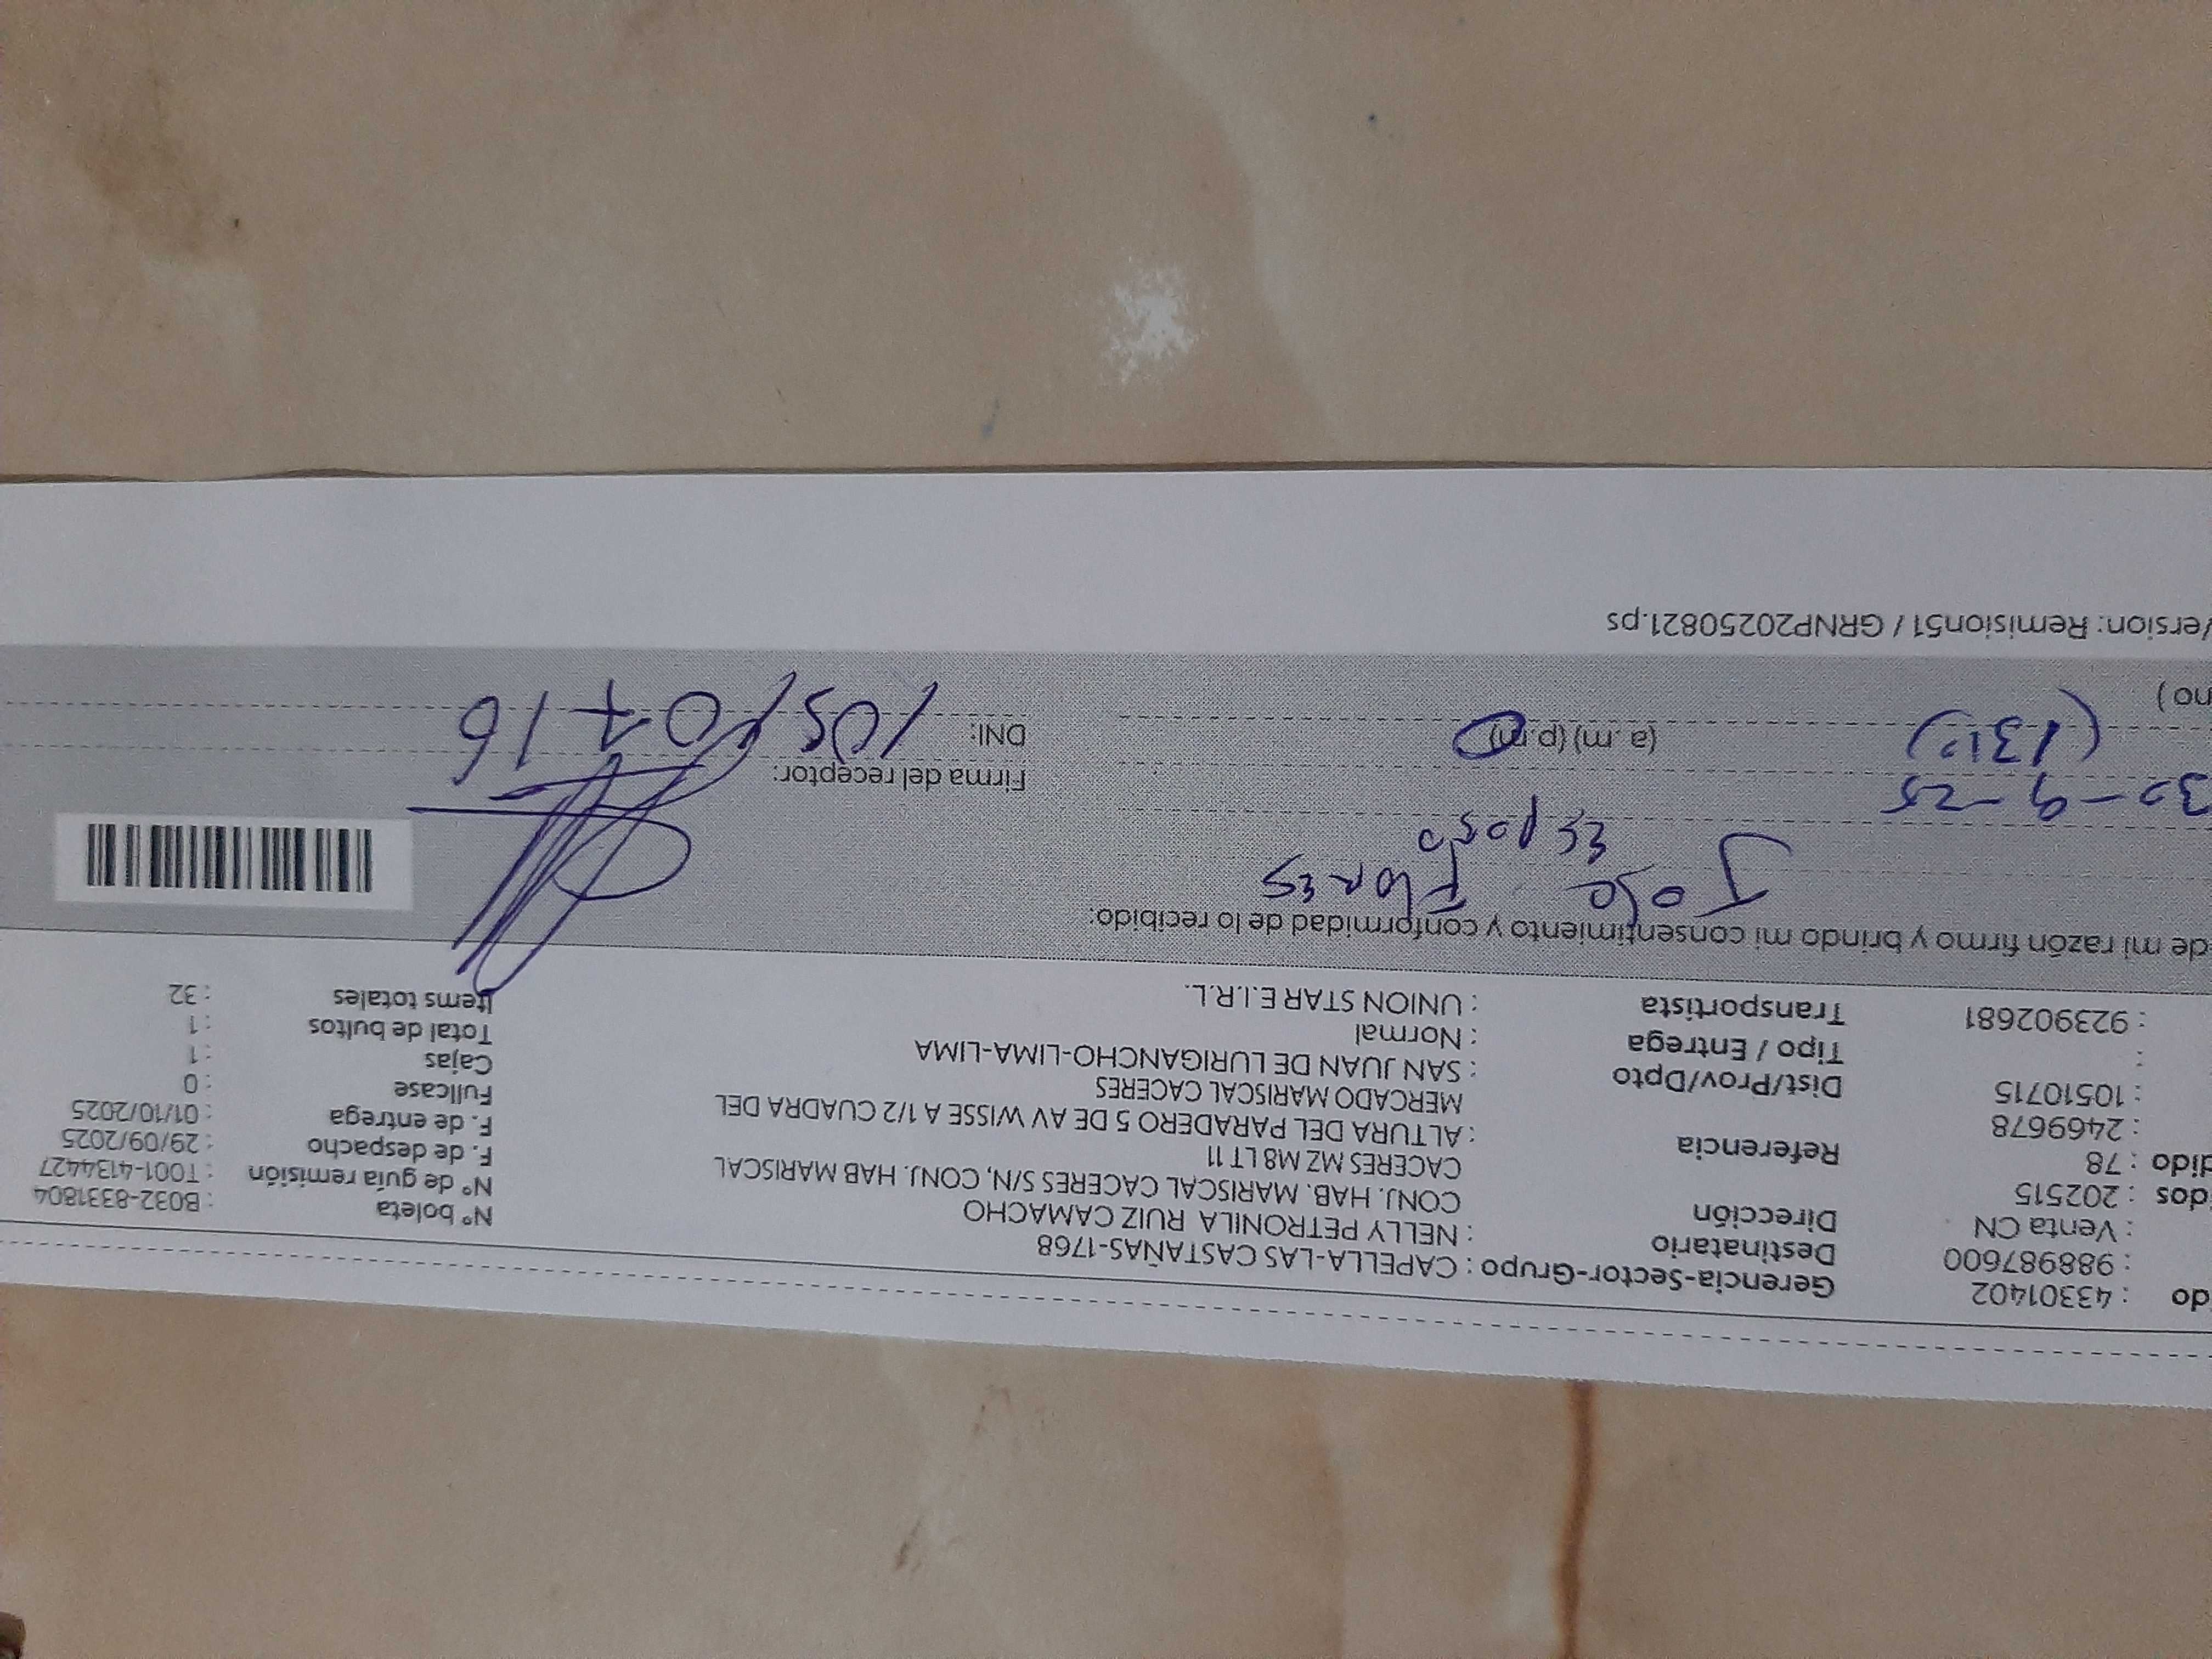 do : 43301402 Gerencia-Sector-Grupo : CAPELLA-LAS CASTAÑAS-1768 Nº boleta : B032-8331804
: 988987600 Destinatario : NELLY PETRONILA RUIZ CAMACHO Nº de guía remisión : T001-4134427
: Venta CN Dirección CONJ. HAB. MARISCAL CACERES S/N, CONJ. HAB MARISCAL F. de despacho : 29/09/2025
dos : 202515 CACERES MZ M8 LT 11 F. de entrega : 01/10/2025
dido : 78 Referencia : ALTURA DEL PARADERO 5 DE AV WISSE A 1/2 CUADRA DEL Fullcase : 0
: 2469678 MERCADO MARISCAL CACERES Cajas : 1
: 10510715 Dist/Prov/Dpto : SAN JUAN DE LURIGANCHO-LIMA-LIMA Total de bultos : 1
: Tipo / Entrega : Normal Items totales : 32
: 923902681 Transportista : UNION STAR E.I.R.L.
de mi razón firmo y brindo mi consentimiento y conformidad de lo recibido:
Jose Flores
Esposo
30-9-25 Firma del receptor:
(a. m) (p.m) DNI:
no )
Version: Remision51 / GRNP20250821.ps